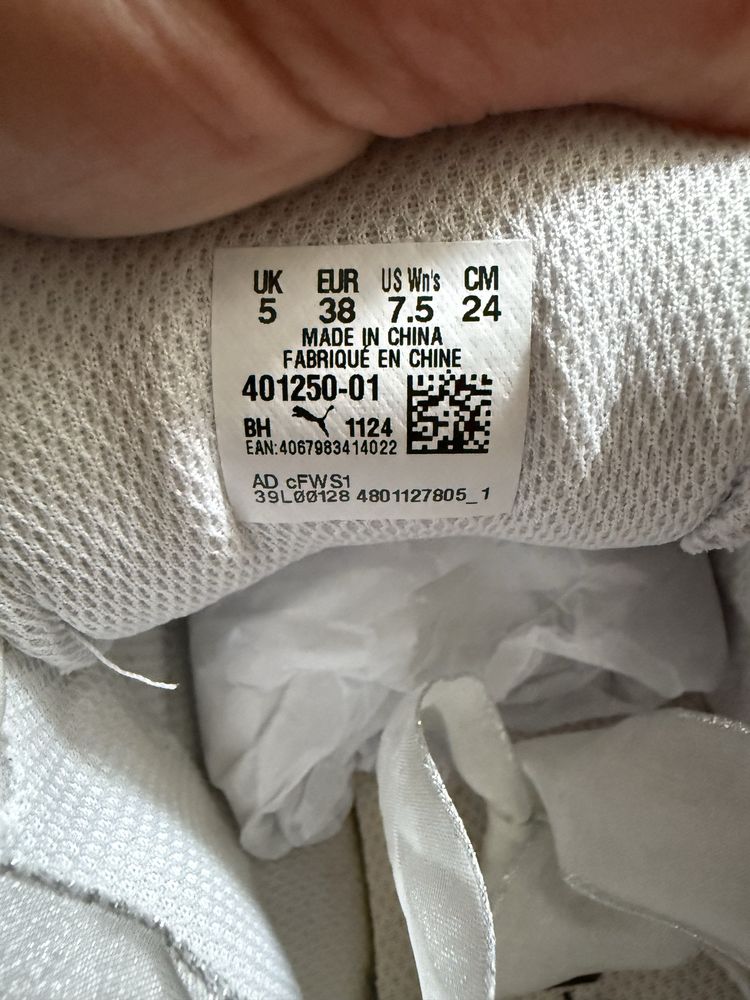 UK EUR US Wn's CM
5 38 7.5 24
MADE IN CHINA
FABRIQUÉ EN CHINE
401250-01
BH 1124
EAN:4067983414022
AD cFWS1
39LØØ128 4801127805_1